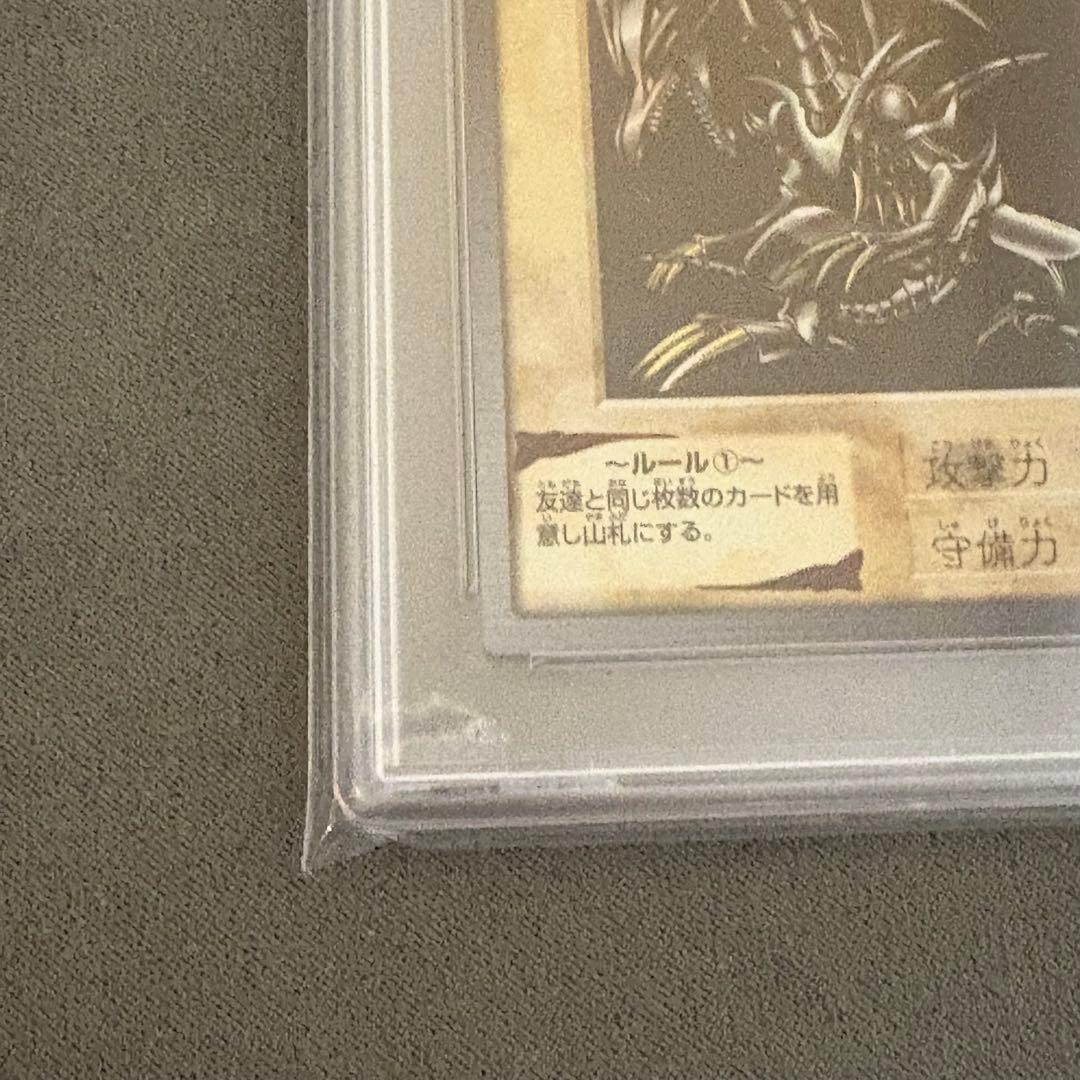 ～ルール①～
友達と同じ枚数のカードを用
意し山札にする。
攻撃力
守備力